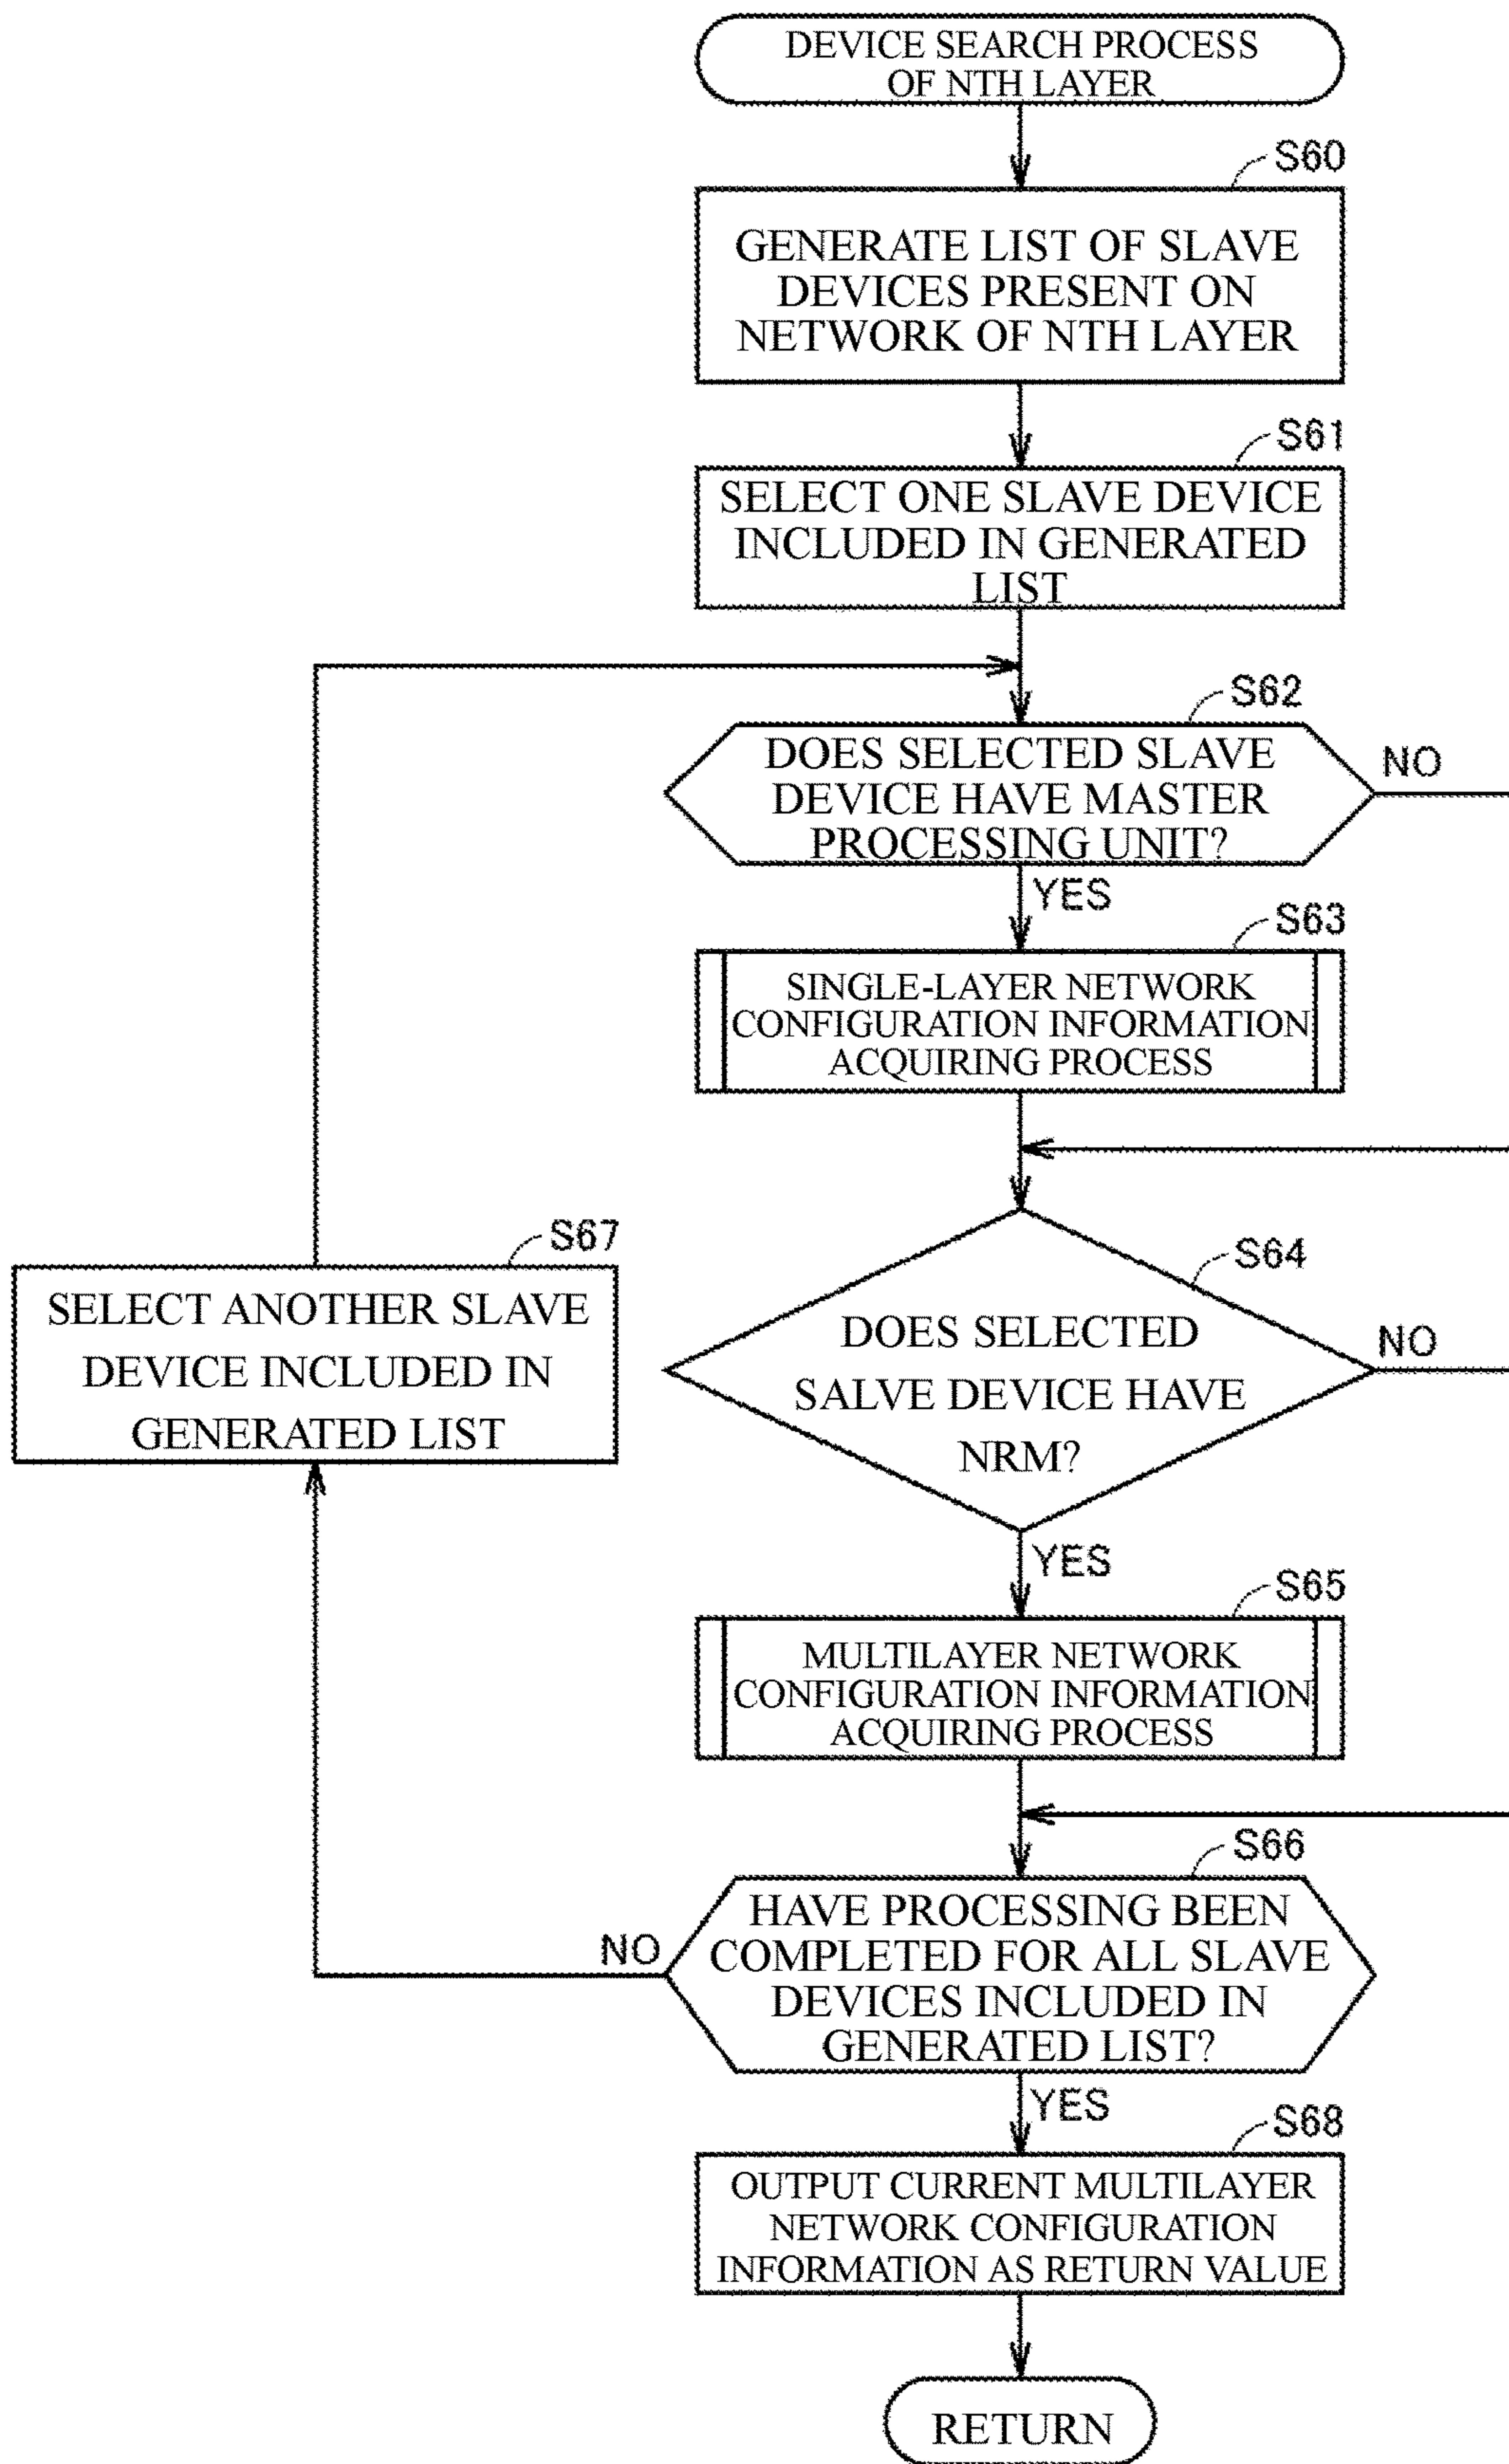 DEVICE SEARCH PROCESS
OF NTH LAYER
S60
GENERATE LIST OF SLAVE
DEVICES PRESENT ON
NETWORK OF NTH LAYER
S61
SELECT ONE SLAVE DEVICE
INCLUDED IN GENERATED
LIST
S62
DOES SELECTED SLAVE
DEVICE HAVE MASTER
PROCESSING UNIT?
NO
YES
S63
SINGLE-LAYER NETWORK
CONFIGURATION INFORMATION
ACQUIRING PROCESS
S64
DOES SELECTED
SALVE DEVICE HAVE
NRM?
NO
YES
S65
MULTILAYER NETWORK
CONFIGURATION INFORMATION
ACQUIRING PROCESS
S66
HAVE PROCESSING BEEN
COMPLETED FOR ALL SLAVE
DEVICES INCLUDED IN
GENERATED LIST?
NO
S67
SELECT ANOTHER SLAVE
DEVICE INCLUDED IN
GENERATED LIST
YES
S68
OUTPUT CURRENT MULTILAYER
NETWORK CONFIGURATION
INFORMATION AS RETURN VALUE
RETURN